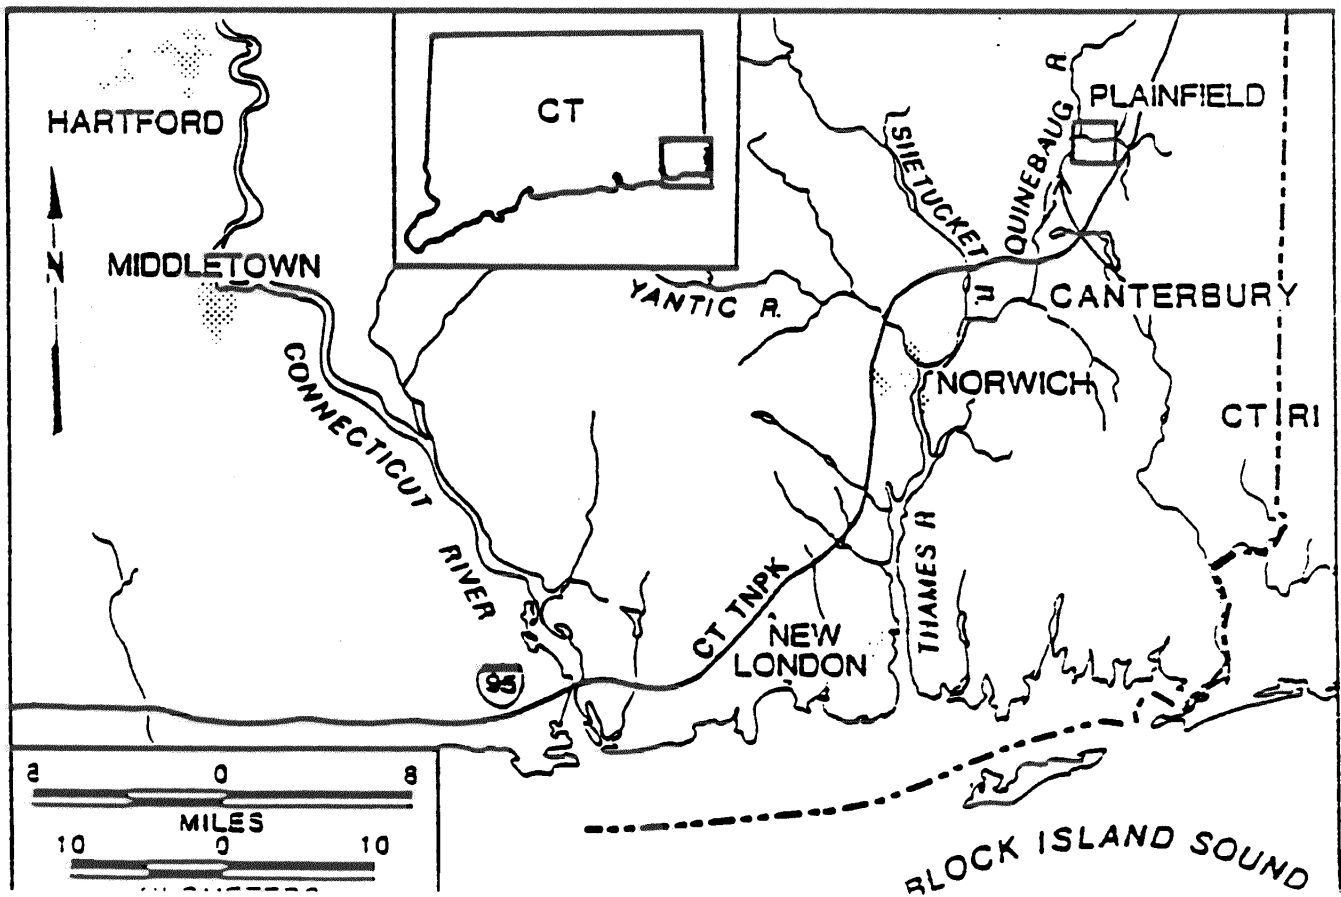 HARTFORD
CT
R.
PLAINFIELD
SHETUCKET
R.
QUINEBAUG
N
MIDDLETOWN
YANTIC R.
CANTERBURY
CONNECTICUT
RIVER
NORWICH
CT RI
THAMES R
CT TNPK
NEW
LONDON
95
8 0 8
MILES
10 0 10
BLOCK ISLAND SOUND